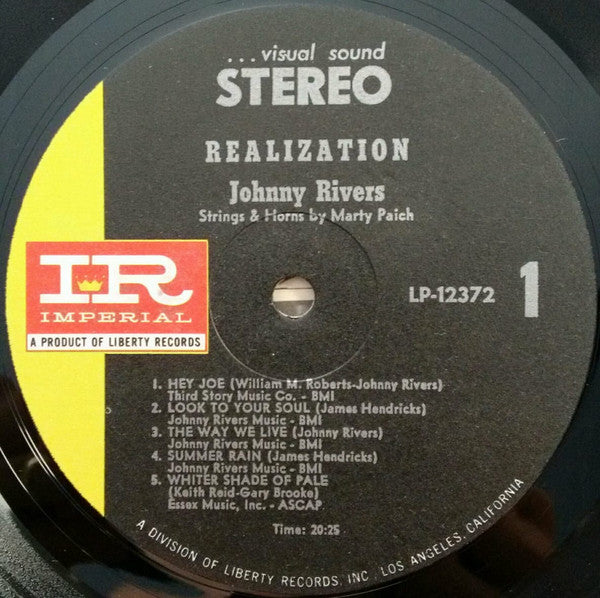 ...visual sound
STEREO
REALIZATION
Johnny Rivers
Strings & Horns by Marty Paich
IR
IMPERIAL
A PRODUCT OF LIBERTY RECORDS
LP-12372
1
1. HEY JOE (William M. Roberts-Johnny Rivers)
Third Story Music Co. - BMI
2. LOOK TO YOUR SOUL (James Hendricks)
Johnny Rivers Music - BMI
3. THE WAY WE LIVE (Johnny Rivers)
Johnny Rivers Music - BMI
4. SUMMER RAIN (James Hendricks)
Johnny Rivers Music - BMI
5. WHITER SHADE OF PALE
(Keith Reid-Gary Brooke)
Essex Music, Inc. - ASCAP
Time: 20:25
A DIVISION OF LIBERTY RECORDS, INC. LOS ANGELES, CALIFORNIA